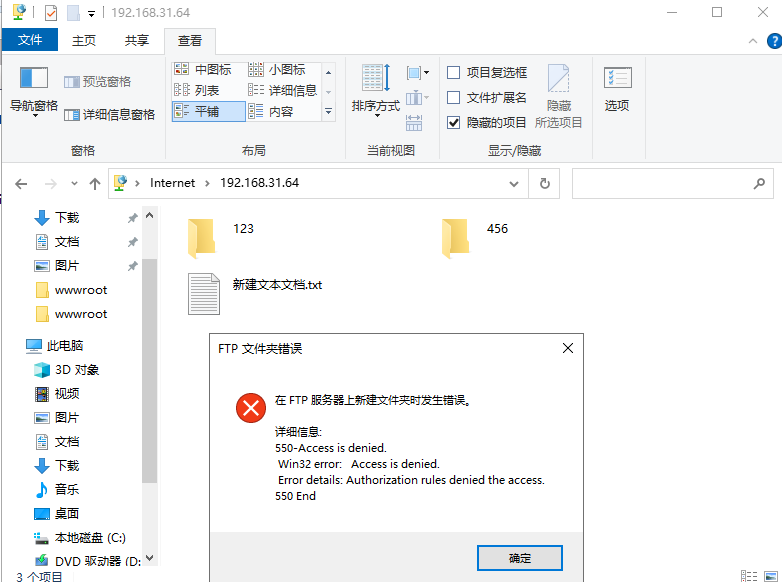 192.168.31.64
文件 主页 共享 查看
导航窗格
预览窗格
详细信息窗格
窗格
中图标 小图标
列表 详细信息
平铺 内容
布局
排序方式
当前视图
项目复选框
文件扩展名
隐藏的项目
隐藏
所选项目
显示/隐藏
选项
Internet 192.168.31.64
下载
文档
图片
wwwroot
wwwroot
此电脑
3D 对象
视频
图片
文档
下载
音乐
桌面
本地磁盘 (C:)
DVD 驱动器 (D:
3 个项目
123
456
新建文本文档.txt
FTP 文件夹错误
在 FTP 服务器上新建文件夹时发生错误。
详细信息:
550-Access is denied.
Win32 error: Access is denied.
Error details: Authorization rules denied the access.
550 End
确定